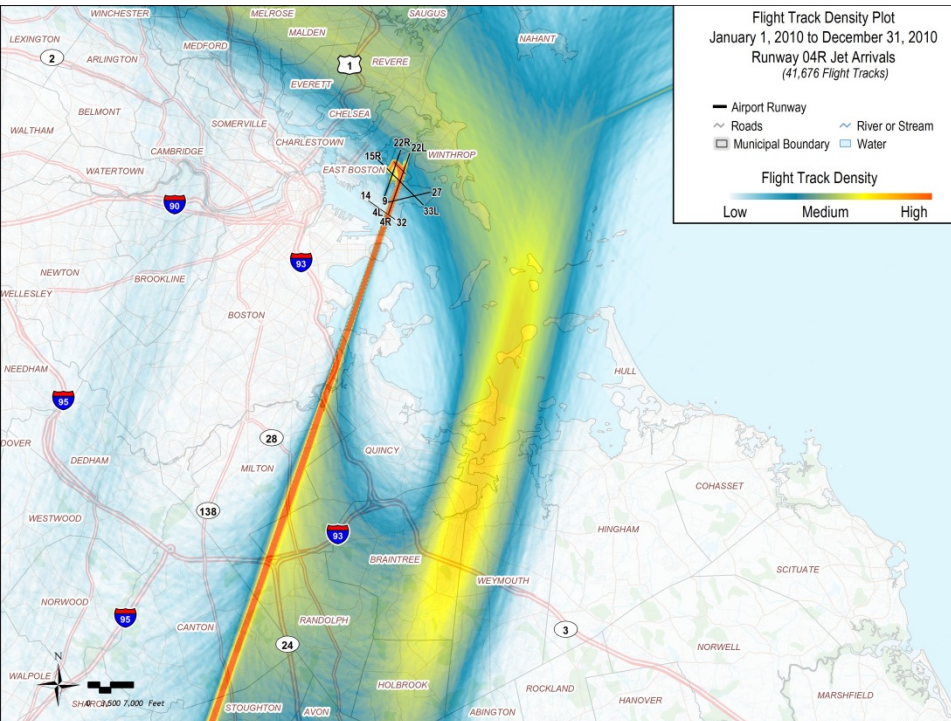 Flight Track Density Plot
January 1, 2010 to December 31, 2010
Runway 04R Jet Arrivals
(41,676 Flight Tracks)
Airport Runway
Roads
River or Stream
Municipal Boundary
Water
Flight Track Density
Low Medium High
WINCHESTER
MELROSE
SAUGUS
MALDEN
NAHANT
LEXINGTON
MEDFORD
2
ARLINGTON
REVERE
1
EVERETT
BELMONT
CHELSEA
SOMERVILLE
WALTHAM
CHARLESTOWN
22R
22L
CAMBRIDGE
15R
WINTHROP
WATERTOWN
EAST BOSTON
14
9
27
90
4L
33L
4R
32
93
NEWTON
BROOKLINE
WELLESLEY
BOSTON
NEEDHAM
HULL
95
28
DOVER
QUINCY
DEDHAM
MILTON
COHASSET
138
WESTWOOD
93
HINGHAM
BRAINTREE
SCITUATE
WEYMOUTH
NORWOOD
95
CANTON
RANDOLPH
3
24
NORWELL
WALPOLE
N
HOLBROOK
ROCKLAND
MARSHFIELD
0 3,500 7,000 Feet
STOUGHTON
AVON
ABINGTON
HANOVER